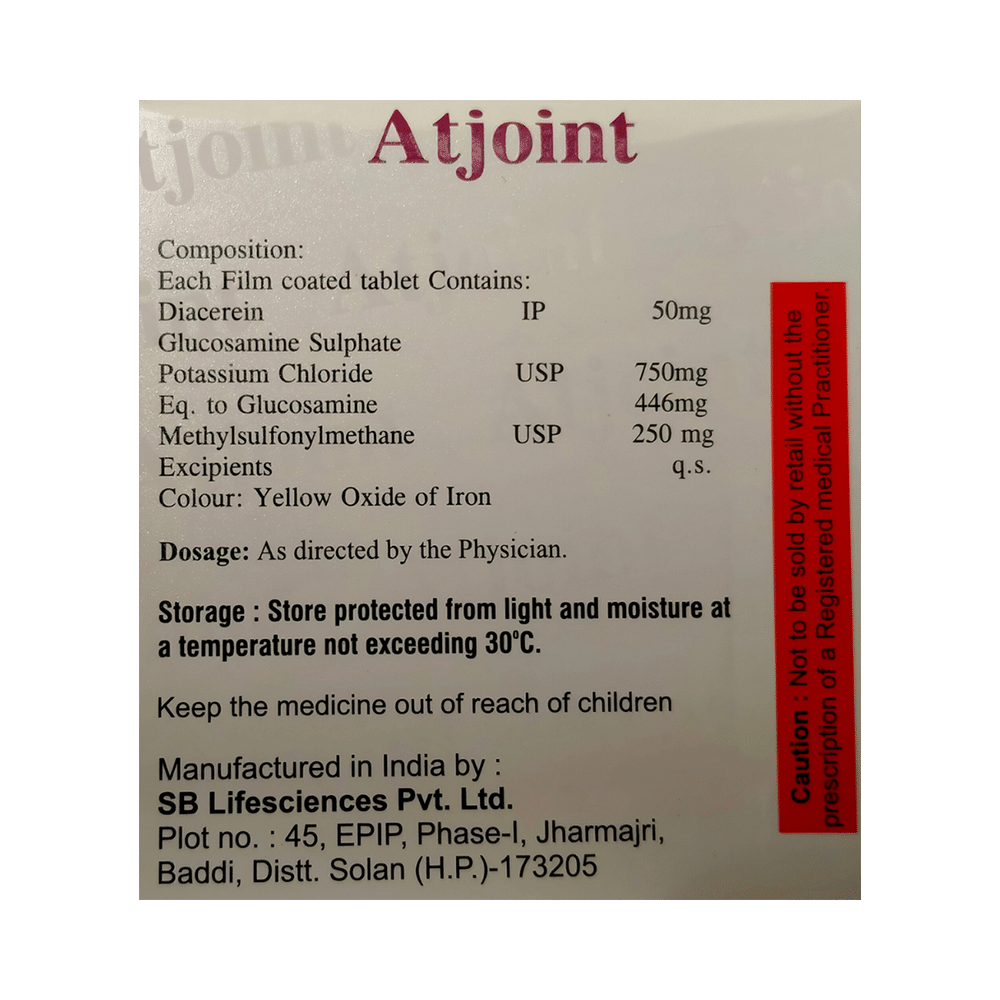 Atjoint
Composition:
Each Film coated tablet Contains:
Diacerein IP 50mg
Glucosamine Sulphate
Potassium Chloride USP 750mg
Eq. to Glucosamine 446mg
Methylsulfonylmethane USP 250 mg
Excipients q.s.
Colour: Yellow Oxide of Iron
Dosage: As directed by the Physician.
Storage : Store protected from light and moisture at
a temperature not exceeding 30°C.
Keep the medicine out of reach of children
Manufactured in India by :
SB Lifesciences Pvt. Ltd.
Plot no. : 45, EPIP, Phase-I, Jharmajri,
Baddi, Distt. Solan (H.P.)-173205
Caution : Not to be sold by retail without the
prescription of a Registered medical Practitioner.